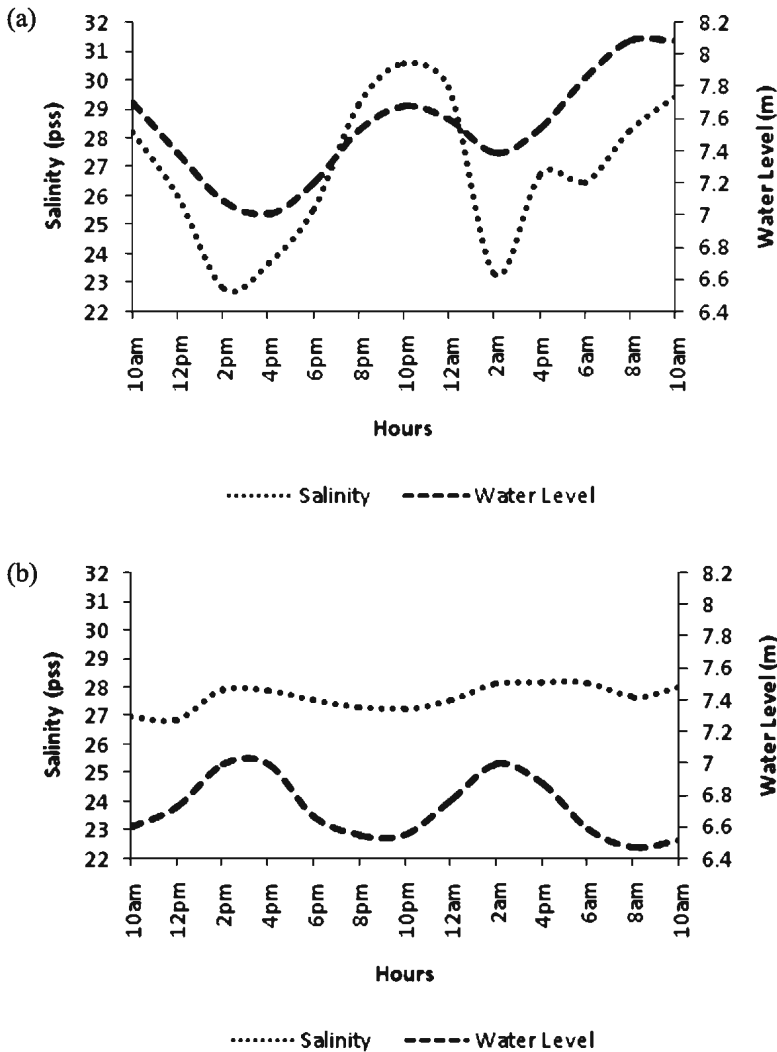 (a)
32
31
30
29
28
27
26
25
24
23
22
Salinity (pss)
8.2
8
7.8
7.6
7.4
7.2
7
6.8
6.6
6.4
Water Level (m)
10am
12pm
2pm
4pm
6pm
8pm
10pm
12am
2am
4pm
6am
8am
10am
Hours
Salinity Water Level
(b)
32
31
30
29
28
27
26
25
24
23
22
Salinity (pss)
8.2
8
7.8
7.6
7.4
7.2
7
6.8
6.6
6.4
Water Level (m)
10am
12pm
2pm
4pm
6pm
8pm
10pm
12am
2am
4pm
6am
8am
10am
Hours
Salinity Water Level